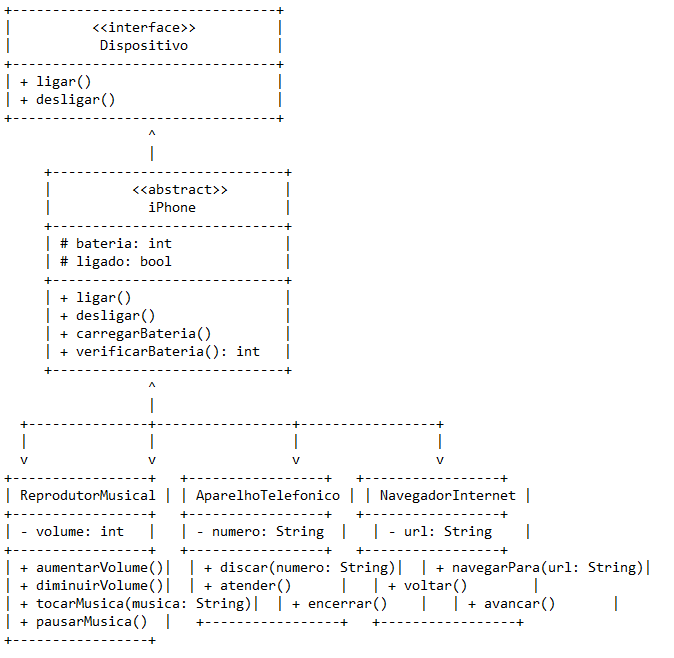 +---------------------------------+
|          <<interface>>          |
|           Dispositivo           |
+---------------------------------+
| + ligar()                       |
| + desligar()                    |
+---------------------------------+
                  ^
                  |
     +-----------------------------+
     |          <<abstract>>       |
     |            iPhone           |
     +-----------------------------+
     | # bateria: int              |
     | # ligado: bool              |
     +-----------------------------+
     | + ligar()                   |
     | + desligar()                |
     | + carregarBateria()         |
     | + verificarBateria(): int   |
     +-----------------------------+
                  ^
                  |
  +---------------+-----------------+-----------------+
  |               |                 |                 |
  v               v                 v                 v
+-----------------+   +-----------------+   +-----------------+
| ReprodutorMusical | | AparelhoTelefonico | | NavegadorInternet |
+-----------------+   +-----------------+   +-----------------+
| - volume: int   |   | - numero: String  |   | - url: String    |
+-----------------+   +-----------------+   +-----------------+
| + aumentarVolume()|  | + discar(numero: String)|  | + navegarPara(url: String)|
| + diminuirVolume()|  | + atender()      |   | + voltar()        |
| + tocarMusica(musica: String)|  | + encerrar()    |   | + avancar()       |
| + pausarMusica()  |   +-----------------+   +-----------------+
+-----------------+